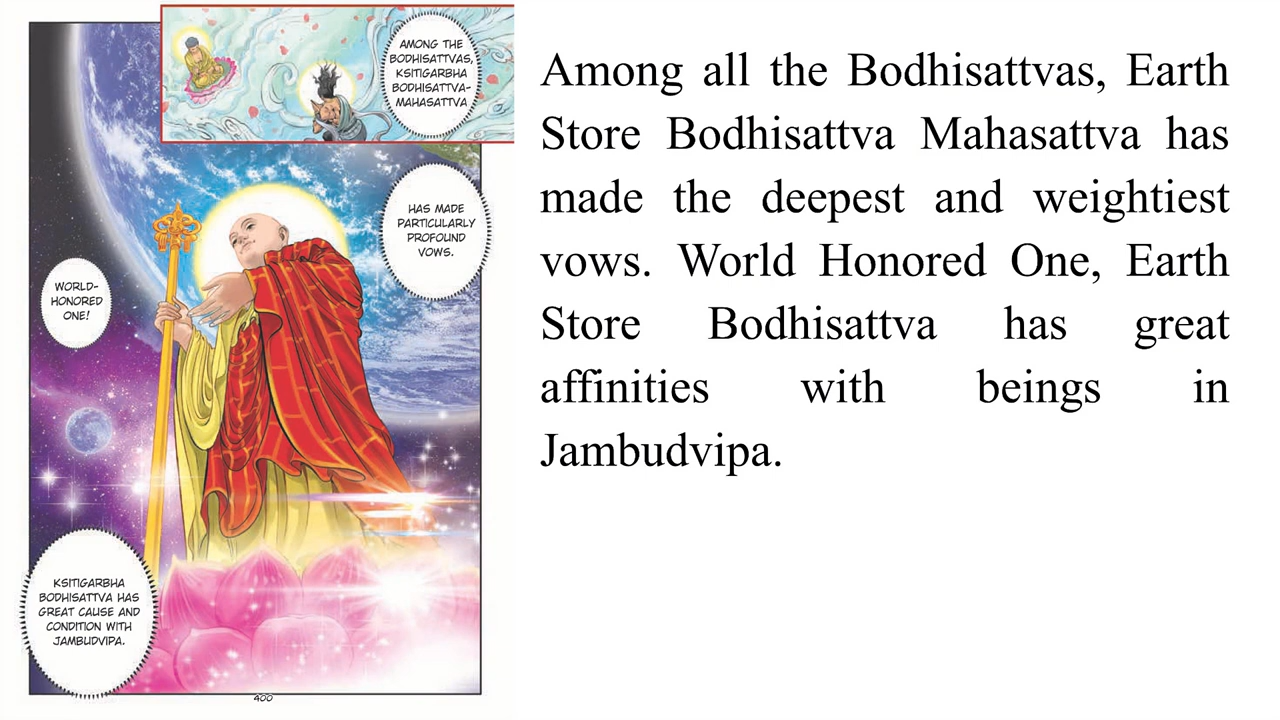 AMONG THE
BODHISATTVAS,
KSITIGARBHA
BODHISATTVA-
MAHASATTVA
HAS MADE
PARTICULARLY
PROFOUND
VOWS.
WORLD-
HONORED
ONE!
KSITIGARBHA
BODHISATTVA HAS
GREAT CAUSE AND
CONDITION WITH
JAMBUDVIPA.
400
Among all the Bodhisattvas, Earth
Store Bodhisattva Mahasattva has
made the deepest and weightiest
vows. World Honored One, Earth
Store Bodhisattva has great
affinities with beings in
Jambudvipa.